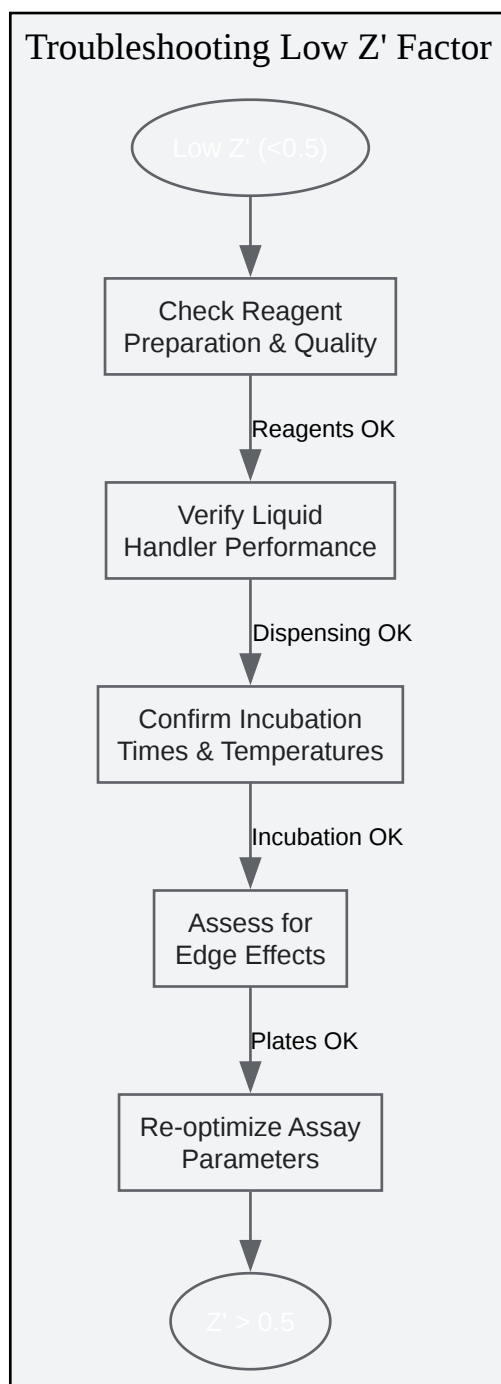 Troubleshooting Low Z' Factor
Low Z' (<0.5)
Check Reagent
Preparation & Quality
Reagents OK
Verify Liquid
Handler Performance
Dispensing OK
Confirm Incubation
Times & Temperatures
Incubation OK
Assess for
Edge Effects
Plates OK
Re-optimize Assay
Parameters
Z' > 0.5